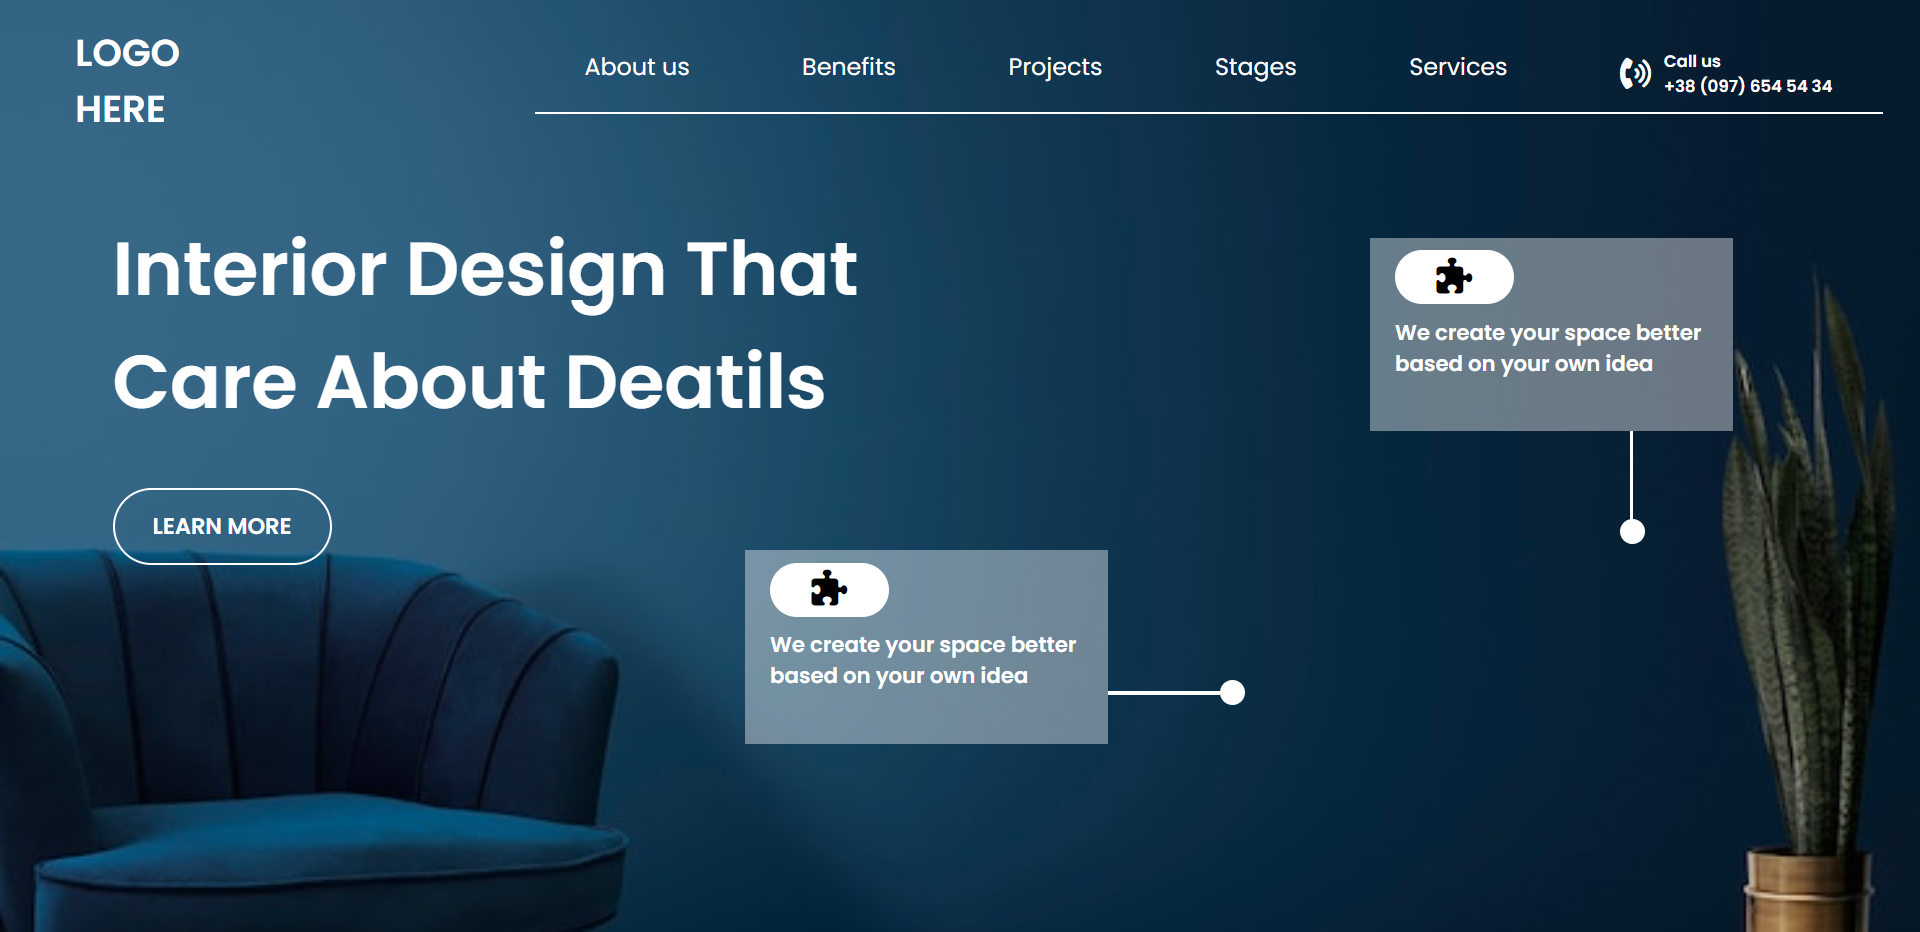 LOGO
HERE
About us
Benefits
Projects
Stages
Services
Call us
+38 (097) 654 54 34
Interior Design That
Care About Deatils
LEARN MORE
We create your space better
based on your own idea
We create your space better
based on your own idea